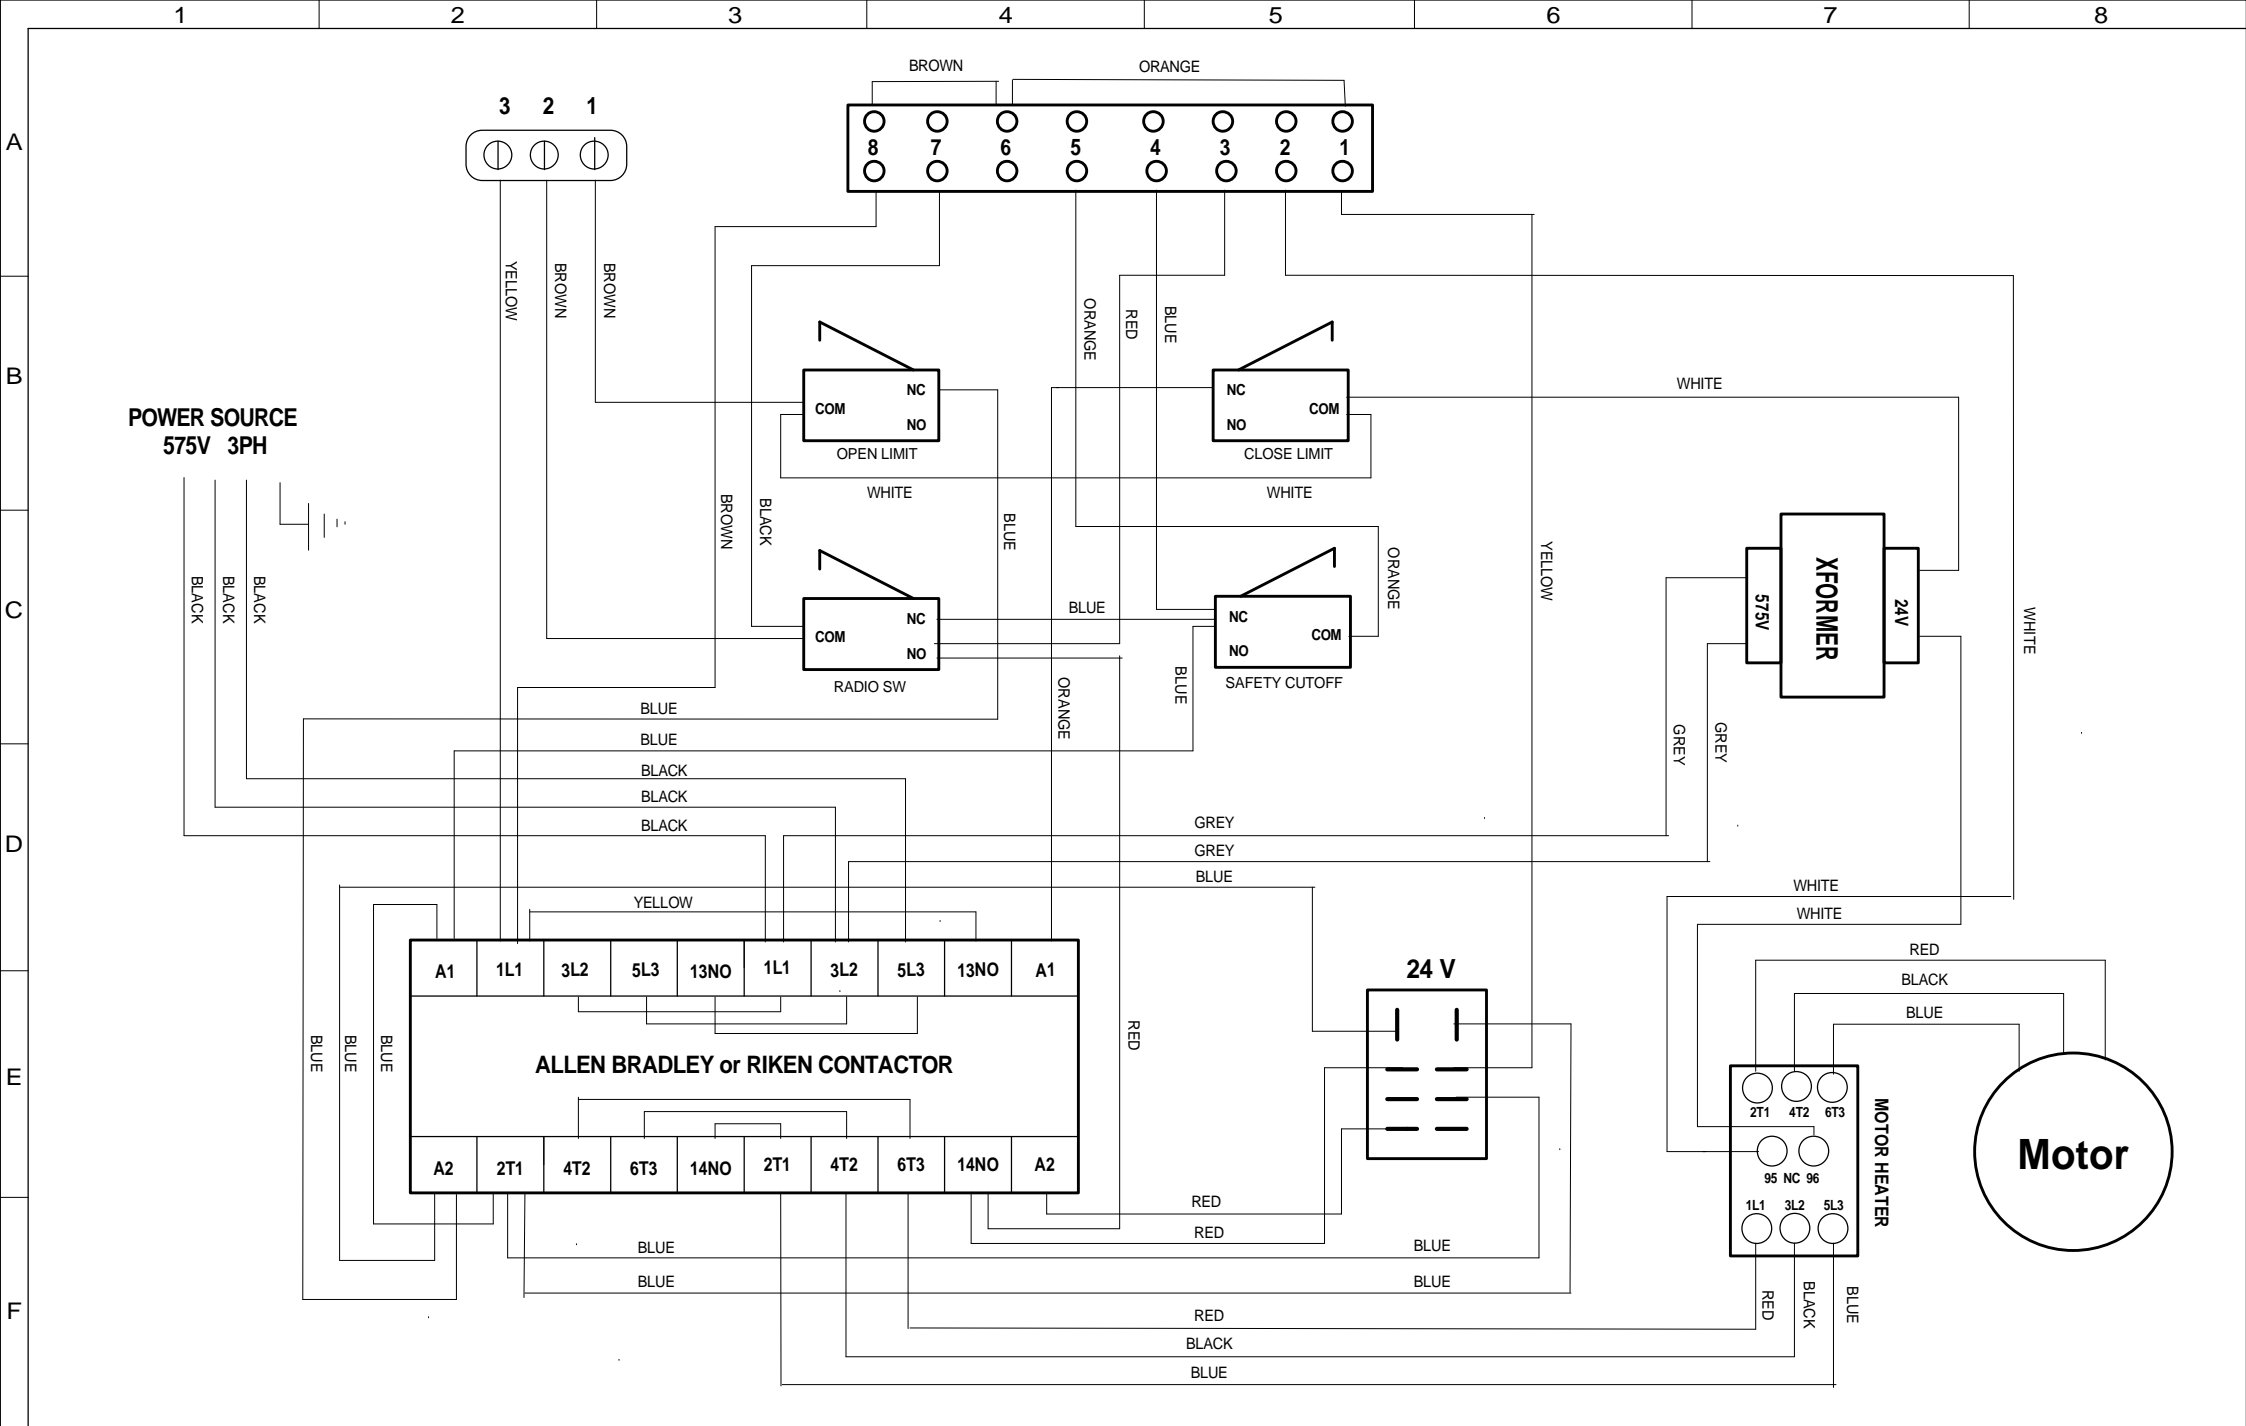 1 2 3 4 5 6 7 8
A
B
C
D
E
F
BROWN ORANGE
3 2 1
8 7 6 5 4 3 2 1
YELLOW
BROWN
BROWN
ORANGE
RED
BLUE
POWER SOURCE
575V 3PH
BLACK
BLACK
BLACK
NC
COM
NO
OPEN LIMIT
NC
COM
NO
CLOSE LIMIT
WHITE
WHITE WHITE
BROWN
BLACK
BLUE
ORANGE
YELLOW
NC
COM
NO
RADIO SW
BLUE
NC
COM
NO
SAFETY CUTOFF
BLUE
ORANGE
575V
XFORMER
24V
WHITE
GREY
GREY
BLUE
BLUE
BLACK
BLACK
BLACK
GREY
GREY
BLUE
YELLOW
WHITE
WHITE
RED
BLACK
BLUE
A1 1L1 3L2 5L3 13NO 1L1 3L2 5L3 13NO A1
ALLEN BRADLEY or RIKEN CONTACTOR
A2 2T1 4T2 6T3 14NO 2T1 4T2 6T3 14NO A2
BLUE
BLUE
BLUE
RED
24 V
2T1 4T2 6T3
95 NC 96
1L1 3L2 5L3
MOTOR HEATER
Motor
RED
RED
BLUE BLUE
BLUE BLUE
RED
BLACK
BLUE
RED
BLACK
BLUE